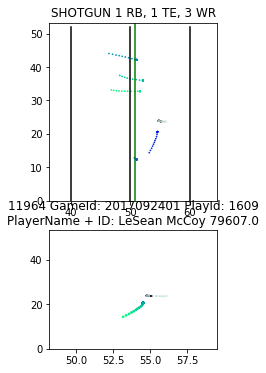 SHOTGUN 1 RB, 1 TE, 3 WR
50
40
30
20
10
0
40 50 60
11964 GameId: 2017092401 PlayId: 1609
PlayerName + ID: LeSean McCoy 79607.0
40
20
0
50.0 52.5 55.0 57.5